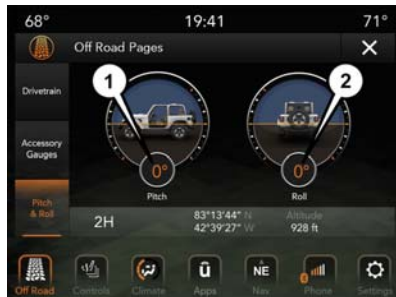 68°
19:41
71°
Off Road Pages
X
1
2
Drivetrain
Accessory
Gauges
Pitch
& Roll
0°
0°
Pitch
Roll
2H
83°13'44" N
42°39'27" W
Altitude
928 ft
û
NE
Off Road
Controls
Climate
Apps
Nav
Phone
Settings